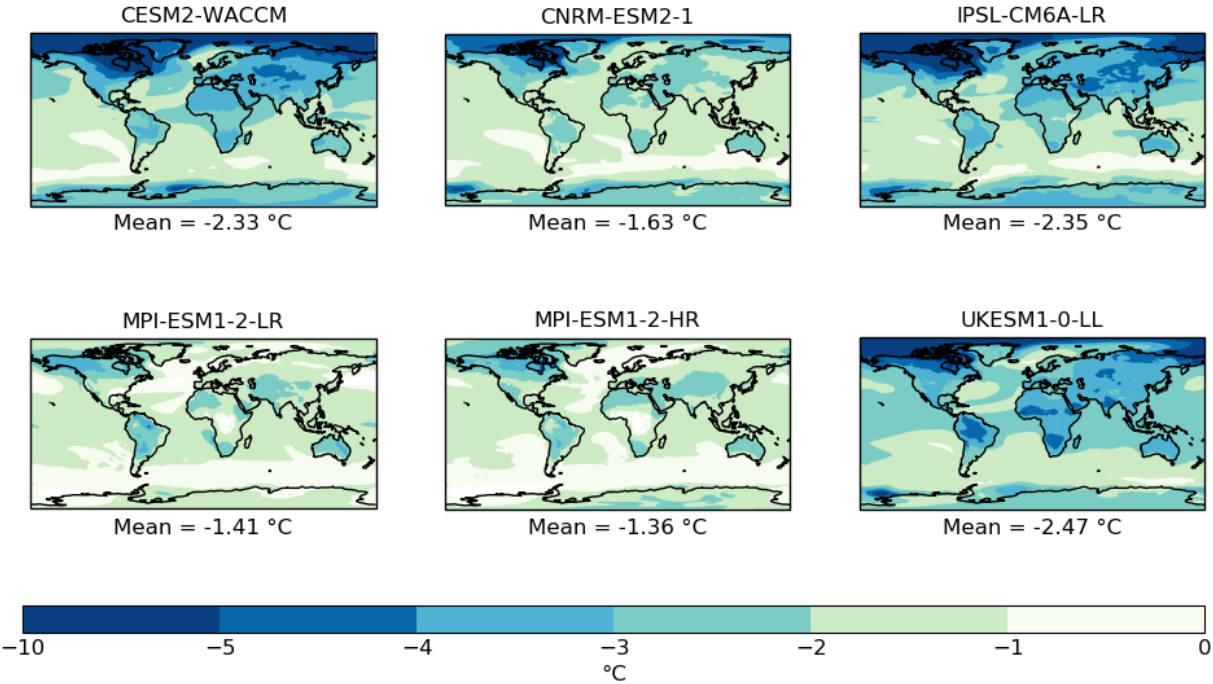 CESM2-WACCM
CNRM-ESM2-1
IPSL-CM6A-LR
Mean = -2.33 °C
Mean = -1.63 °C
Mean = -2.35 °C
MPI-ESM1-2-LR
MPI-ESM1-2-HR
UKESM1-0-LL
Mean = -1.41 °C
Mean = -1.36 °C
Mean = -2.47 °C
−10 −5 −4 −3 −2 −1 0
°C